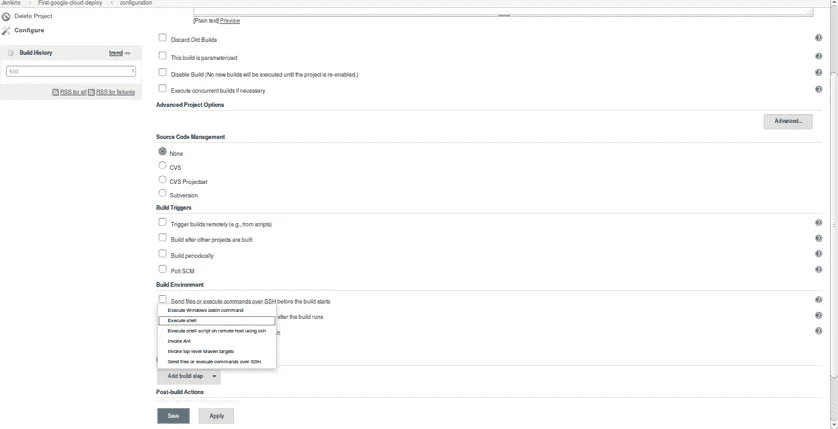 Jenkins › First-google-cloud-deploy › configuration
Delete Project
Configure
Build History trend
find
RSS for all RSS for failures
[Plain text] Preview
Discard Old Builds
This build is parameterized
Disable Build (No new builds will be executed until the project is re-enabled.)
Execute concurrent builds if necessary
Advanced Project Options
Advanced...
Source Code Management
None
CVS
CVS Projectset
Subversion
Build Triggers
Trigger builds remotely (e.g., from scripts)
Build after other projects are built
Build periodically
Poll SCM
Build Environment
Send files or execute commands over SSH before the build starts
after the build runs
Execute Windows batch command
Execute shell
Execute shell script on remote host using ssh
Invoke Ant
Invoke top-level Maven targets
Send files or execute commands over SSH
Add build step
Post-build Actions
Save Apply